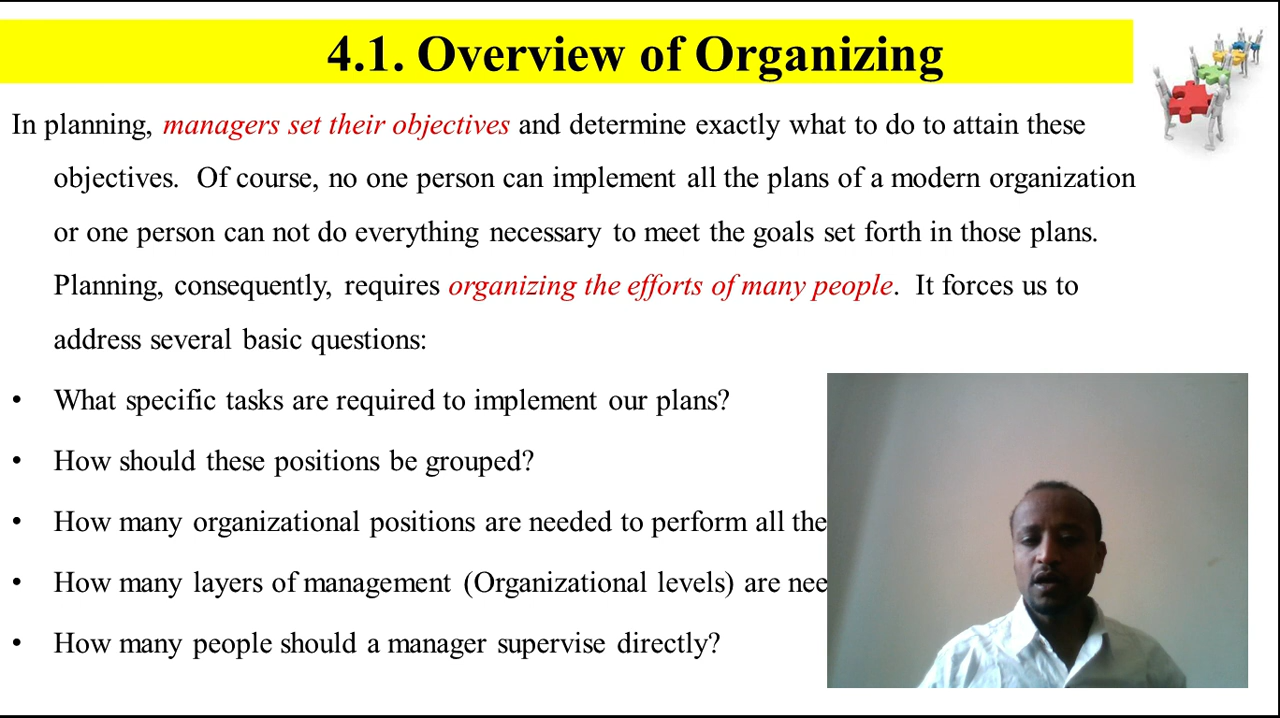 4.1. Overview of Organizing
In planning, managers set their objectives and determine exactly what to do to attain these
objectives. Of course, no one person can implement all the plans of a modern organization
or one person can not do everything necessary to meet the goals set forth in those plans.
Planning, consequently, requires organizing the efforts of many people. It forces us to
address several basic questions:
• What specific tasks are required to implement our plans?
• How should these positions be grouped?
• How many organizational positions are needed to perform all the
• How many layers of management (Organizational levels) are
• How many people should a manager supervise directly?